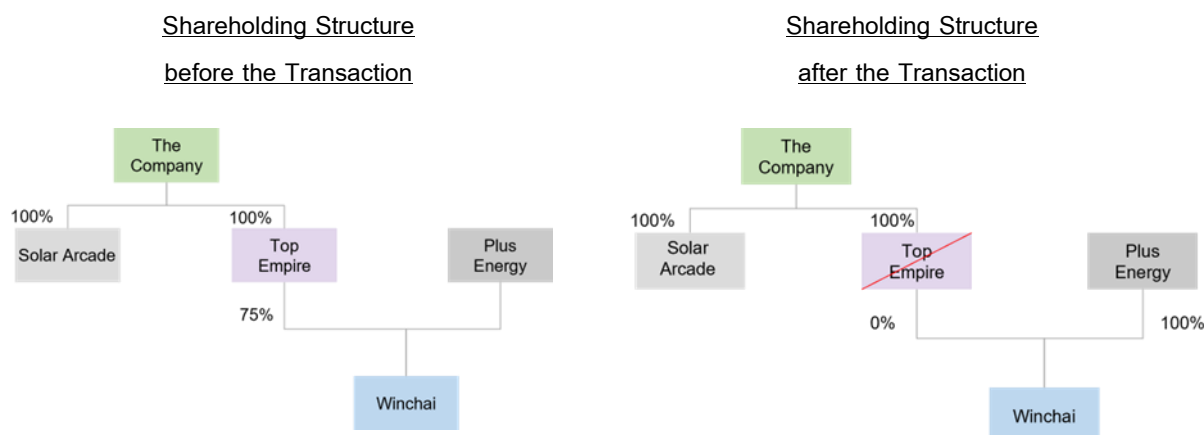 Shareholding Structure
before the Transaction
The
Company
100%
100%
Solar Arcade
Top
Empire
Plus
Energy
75%
Winchai
Shareholding Structure
after the Transaction
The
Company
100%
100%
Solar
Arcade
Top
Empire
Plus
Energy
0%
100%
Winchai